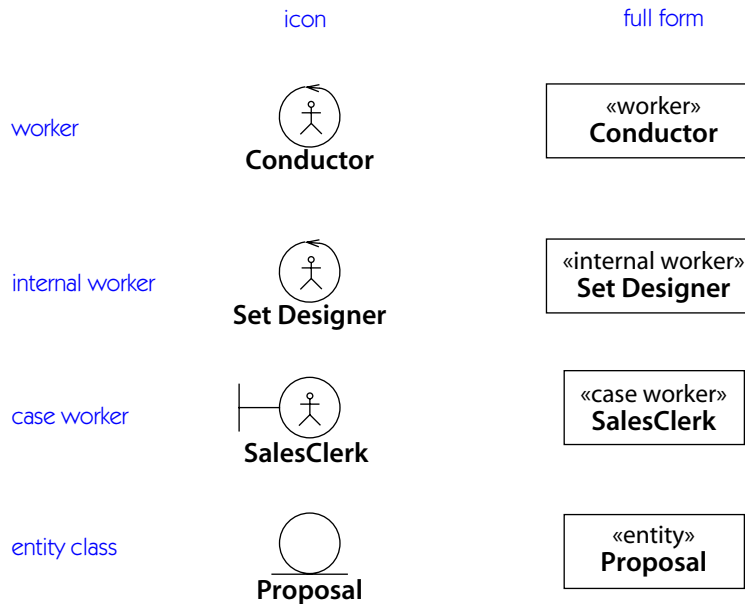 icon
full form
worker
Conductor
«worker»
Conductor
internal worker
Set Designer
«internal worker»
Set Designer
case worker
SalesClerk
«case worker»
SalesClerk
entity class
Proposal
«entity»
Proposal